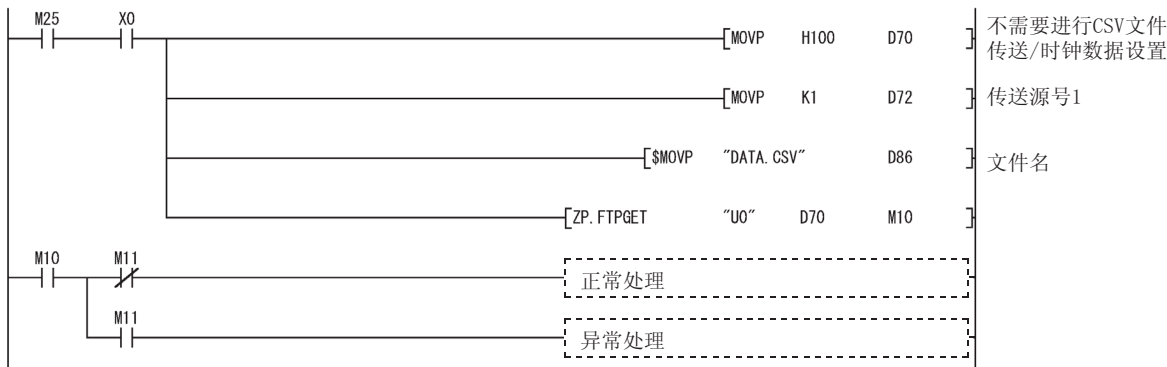 M25 X0 [MOVP H100 D70 ] 不需要进行CSV文件
传送/时钟数据设置
[MOVP K1 D72 ] 传送源号1
[$MOVP "DATA.CSV" D86 ] 文件名
[ZP.FTPGET "U0" D70 M10 ]
M10 M11 正常处理
M11 异常处理